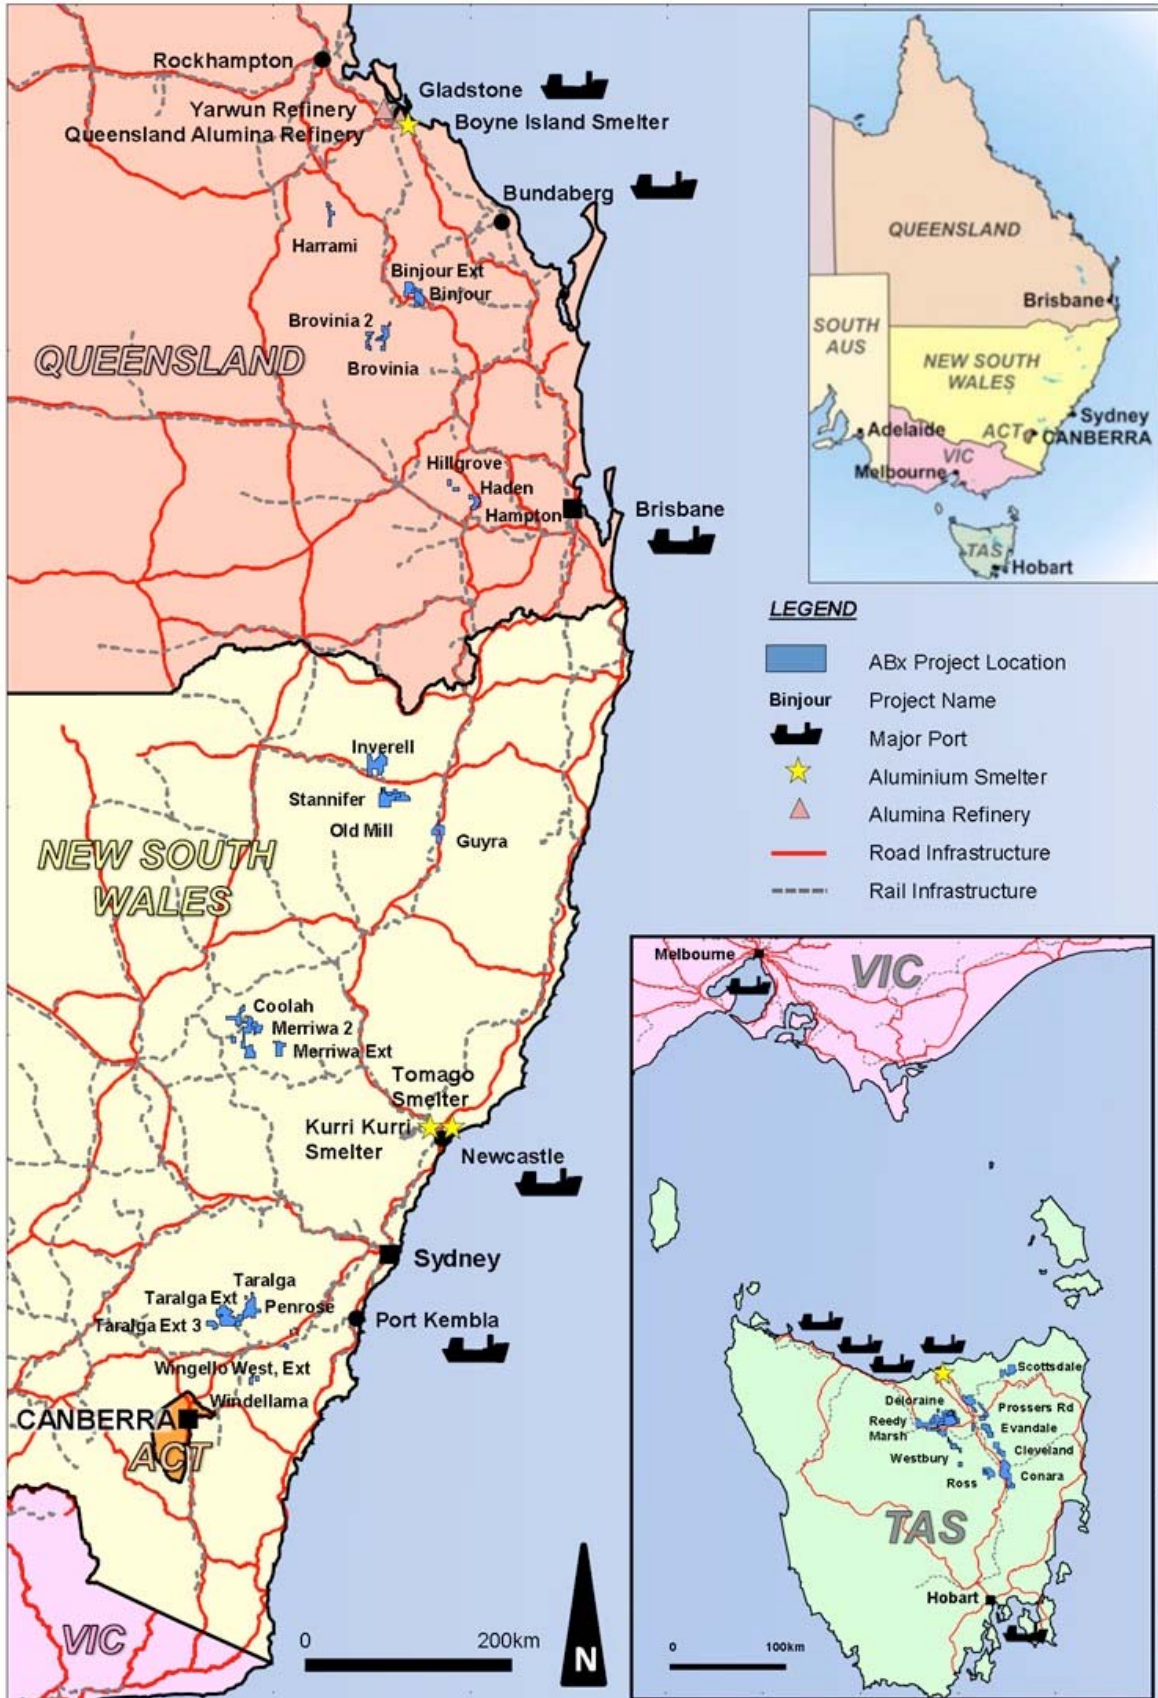 Rockhampton
Gladstone
Yarwun Refinery
Queensland Alumina Refinery
Boyne Island Smelter
Bundaberg
Harrami
Binjour Ext
Binjour
Brovinia 2
Brovinia
QUEENSLAND
Hillgrove
Haden
Hampton
Brisbane
Inverell
Stannifer
Old Mill
Guyra
NEW SOUTH
WALES
Coolah
Merriwa 2
Merriwa Ext
Tomago
Smelter
Kurri Kurri
Smelter
Newcastle
Sydney
Taralga
Taralga Ext
Penrose
Taralga Ext 3
Port Kembla
Wingello West, Ext
Windellama
CANBERRA
ACT
VIC
0 200km
N
QUEENSLAND
Brisbane
SOUTH
AUS
NEW SOUTH
WALES
Sydney
Adelaide
ACT
CANBERRA
VIC
Melbourne
TAS
Hobart
LEGEND
ABx Project Location
Binjour Project Name
Major Port
Aluminium Smelter
Alumina Refinery
Road Infrastructure
Rail Infrastructure
Melbourne
VIC
Scottsdale
Deloraine
Prossers Rd
Reedy
Marsh
Evandale
Westbury
Cleveland
Ross
Conara
TAS
Hobart
0 100km